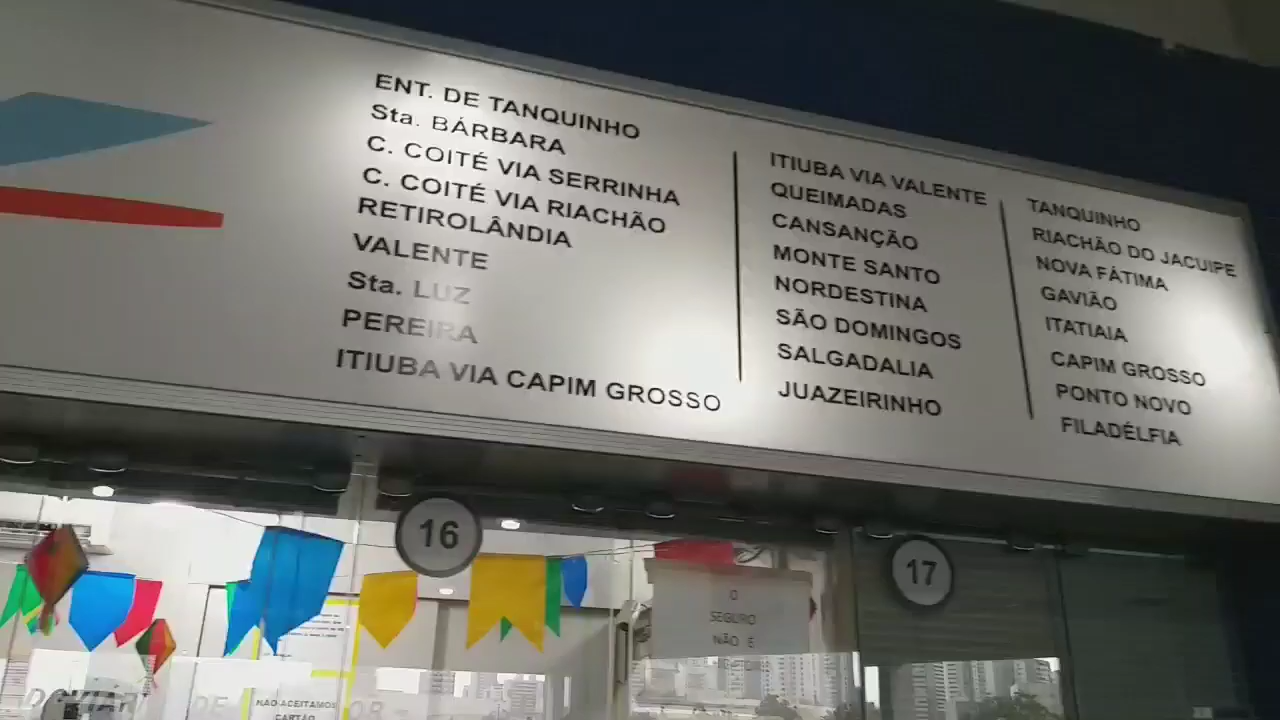 ENT. DE TANQUINHO
Sta. BÁRBARA
C. COITÉ VIA SERRINHA
C. COITÉ VIA RIACHÃO
RETIROLÂNDIA
VALENTE
Sta. LUZ
PEREIRA
ITIUBA VIA CAPIM GROSSO
ITIUBA VIA VALENTE
QUEIMADAS
CANSANÇÃO
MONTE SANTO
NORDESTINA
SÃO DOMINGOS
SALGADALIA
JUAZEIRINHO
TANQUINHO
RIACHÃO DO JACUIPE
NOVA FÁTIMA
GAVIÃO
ITATIAIA
CAPIM GROSSO
PONTO NOVO
FILADÉLFIA
16
17
O
SEGURO
NÃO É
NÃO ACEITAMOS
CARTÃO